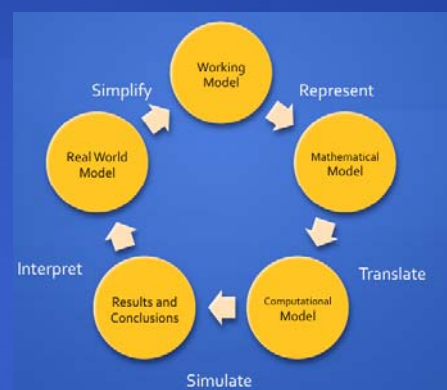 Working
Model
Simplify
Represent
Real World
Model
Mathematical
Model
Interpret
Translate
Results and
Conclusions
Computational
Model
Simulate